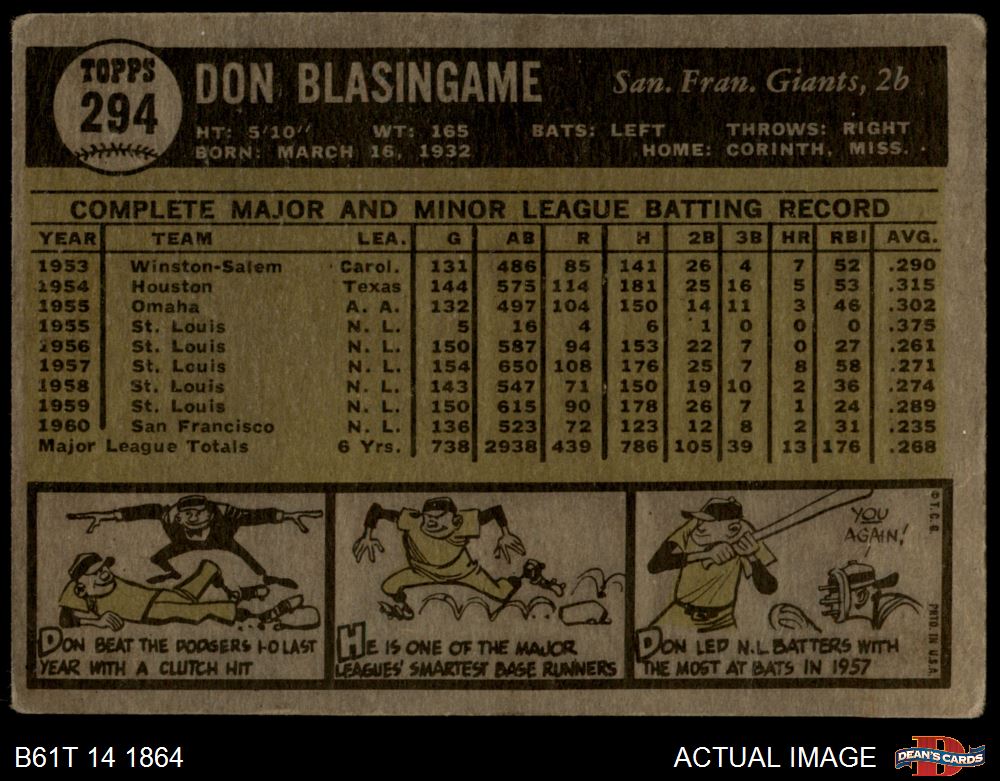 TOPPS
294
DON BLASINGAME San. Fran. Giants, 2b
HT: 5'10" WT: 165 BATS: LEFT THROWS: RIGHT
BORN: MARCH 16, 1932 HOME: CORINTH, MISS.
COMPLETE MAJOR AND MINOR LEAGUE BATTING RECORD
YEAR TEAM LEA. G AB R H 2B 3B HR RBI AVG.
1953 Winston-Salem Carol. 131 486 85 141 26 4 7 52 .290
1954 Houston Texas 144 575 114 181 25 16 5 53 .315
1955 Omaha A. A. 132 497 104 150 14 11 3 46 .302
1955 St. Louis N. L. 5 16 4 6 1 0 0 0 .375
1956 St. Louis N. L. 150 587 94 153 22 7 0 27 .261
1957 St. Louis N. L. 154 650 108 176 25 7 8 58 .271
1958 St. Louis N. L. 143 547 71 150 19 10 2 36 .274
1959 St. Louis N. L. 150 615 90 178 26 7 1 24 .289
1960 San Francisco N. L. 136 523 72 123 12 8 2 31 .235
Major League Totals 6 Yrs. 738 2938 439 786 105 39 13 176 .268
DON BEAT THE DODGERS 1-0 LAST
YEAR WITH A CLUTCH HIT
HE IS ONE OF THE MAJOR
LEAGUES' SMARTEST BASE RUNNERS
YOU
AGAIN!
DON LED N.L. BATTERS WITH
THE MOST AT BATS IN 1957
© T. C. G.
PRTD IN U.S.A.
B61T 14 1864 ACTUAL IMAGE
D
DEAN'S CARDS